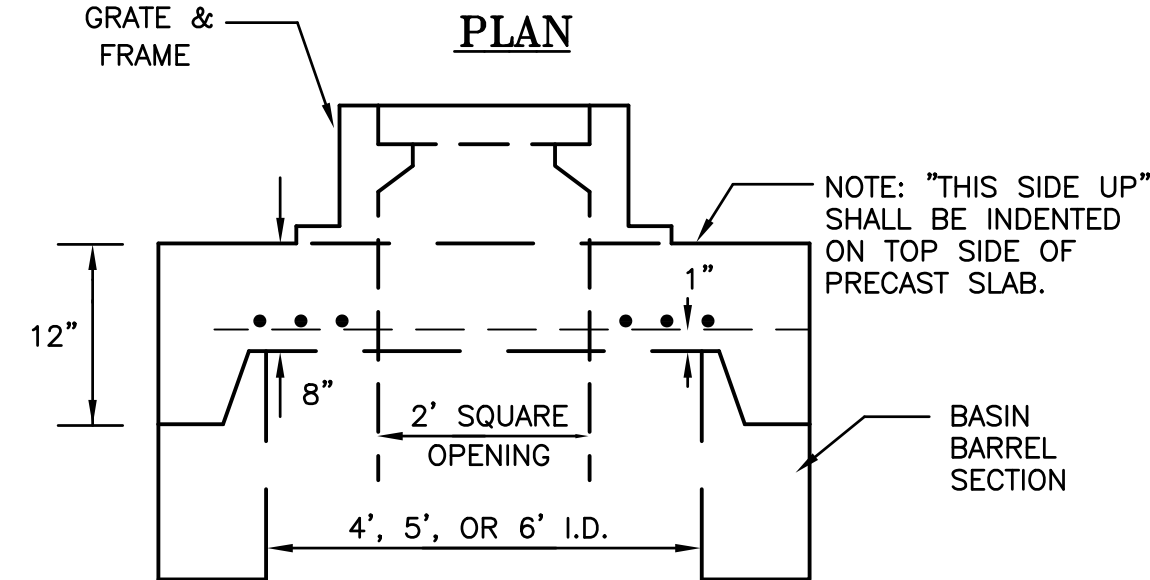 GRATE &
FRAME
PLAN
NOTE: "THIS SIDE UP"
SHALL BE INDENTED
ON TOP SIDE OF
PRECAST SLAB.
1"
12"
8"
2' SQUARE
OPENING
BASIN
BARREL
SECTION
4', 5', OR 6' I.D.